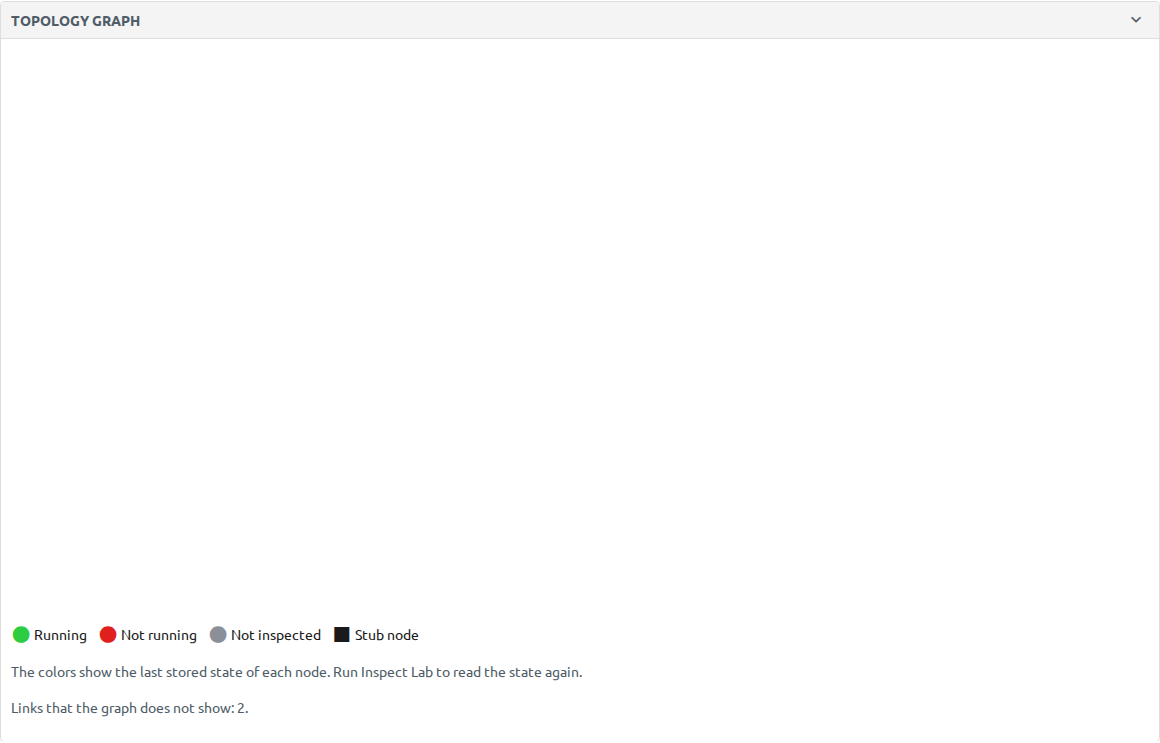 TOPOLOGY GRAPH
Running Not running Not inspected Stub node
The colors show the last stored state of each node. Run Inspect Lab to read the state again.
Links that the graph does not show: 2.